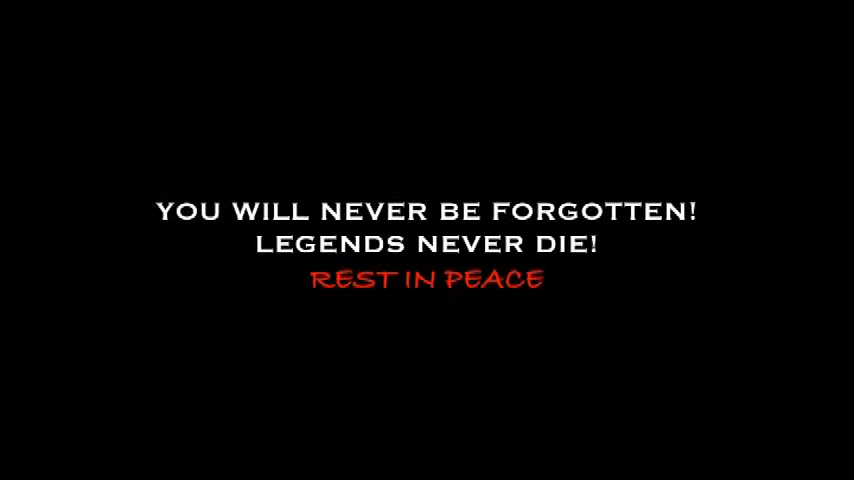 YOU WILL NEVER BE FORGOTTEN!
LEGENDS NEVER DIE!
REST IN PEACE